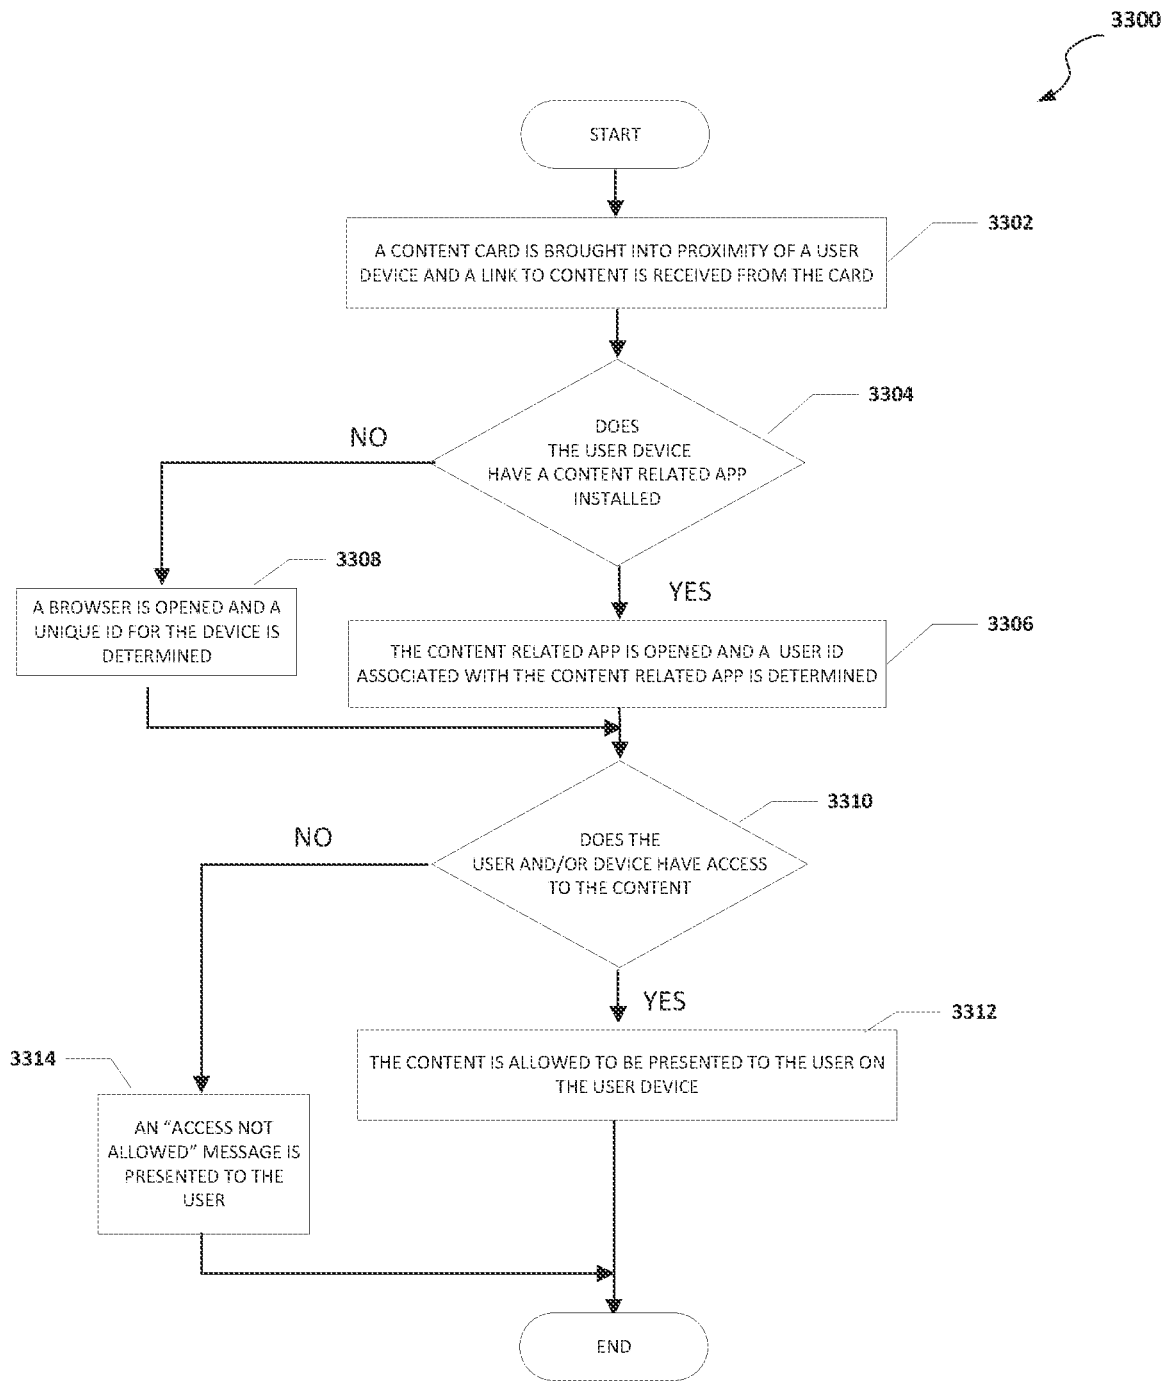 3300
START
3302
A CONTENT CARD IS BROUGHT INTO PROXIMITY OF A USER
DEVICE AND A LINK TO CONTENT IS RECEIVED FROM THE CARD
3304
DOES
THE USER DEVICE
HAVE A CONTENT RELATED APP
INSTALLED
NO
3308
A BROWSER IS OPENED AND A
UNIQUE ID FOR THE DEVICE IS
DETERMINED
YES
3306
THE CONTENT RELATED APP IS OPENED AND A USER ID
ASSOCIATED WITH THE CONTENT RELATED APP IS DETERMINED
3310
DOES THE
USER AND/OR DEVICE HAVE ACCESS
TO THE CONTENT
NO
YES
3312
THE CONTENT IS ALLOWED TO BE PRESENTED TO THE USER ON
THE USER DEVICE
3314
AN “ACCESS NOT
ALLOWED” MESSAGE IS
PRESENTED TO THE
USER
END